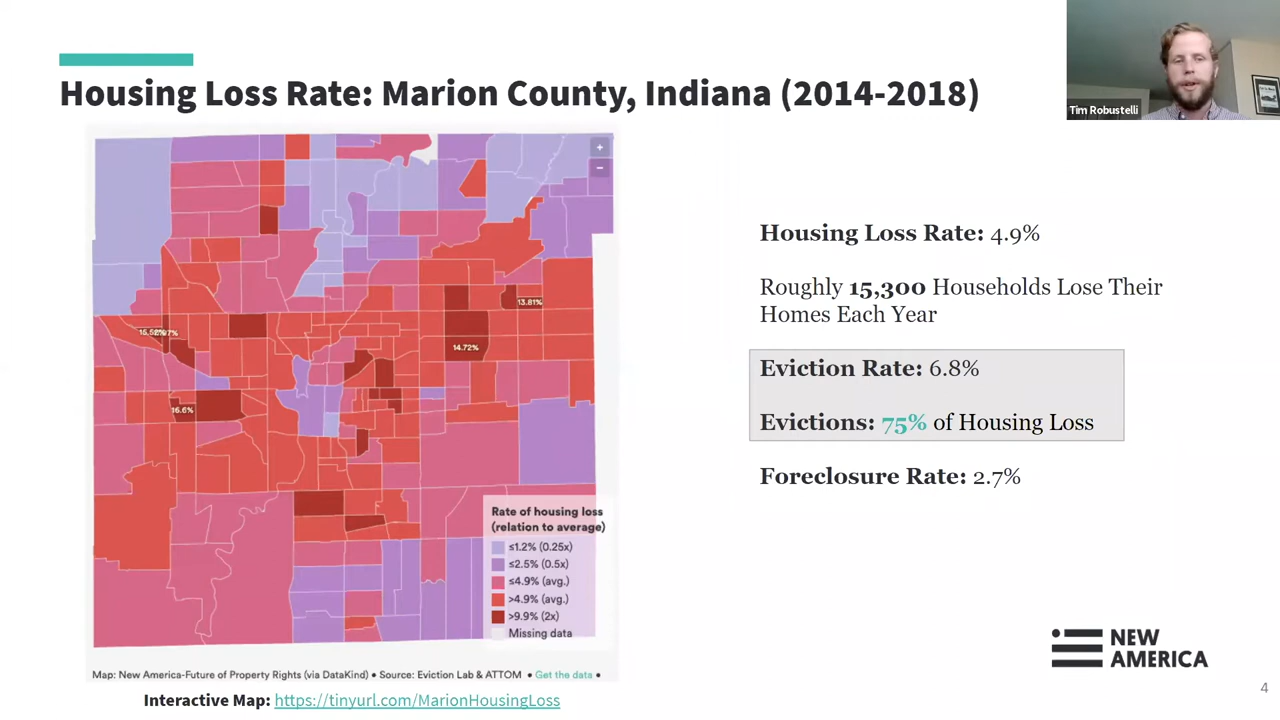 Housing Loss Rate: Marion County, Indiana (2014-2018)
Tim Robustelli
+
−
13.81%
14.72%
16.6%
Rate of housing loss
(relation to average)
≤1.2% (0.25x)
≤2.5% (0.5x)
≤4.9% (avg.)
>4.9% (avg.)
>9.9% (2x)
Missing data
Map: New America-Future of Property Rights (via DataKind) • Source: Eviction Lab & ATTOM • Get the data •
Interactive Map: https://tinyurl.com/MarionHousingLoss
Housing Loss Rate: 4.9%
Roughly 15,300 Households Lose Their
Homes Each Year
Eviction Rate: 6.8%
Evictions: 75% of Housing Loss
Foreclosure Rate: 2.7%
NEW
AMERICA
4